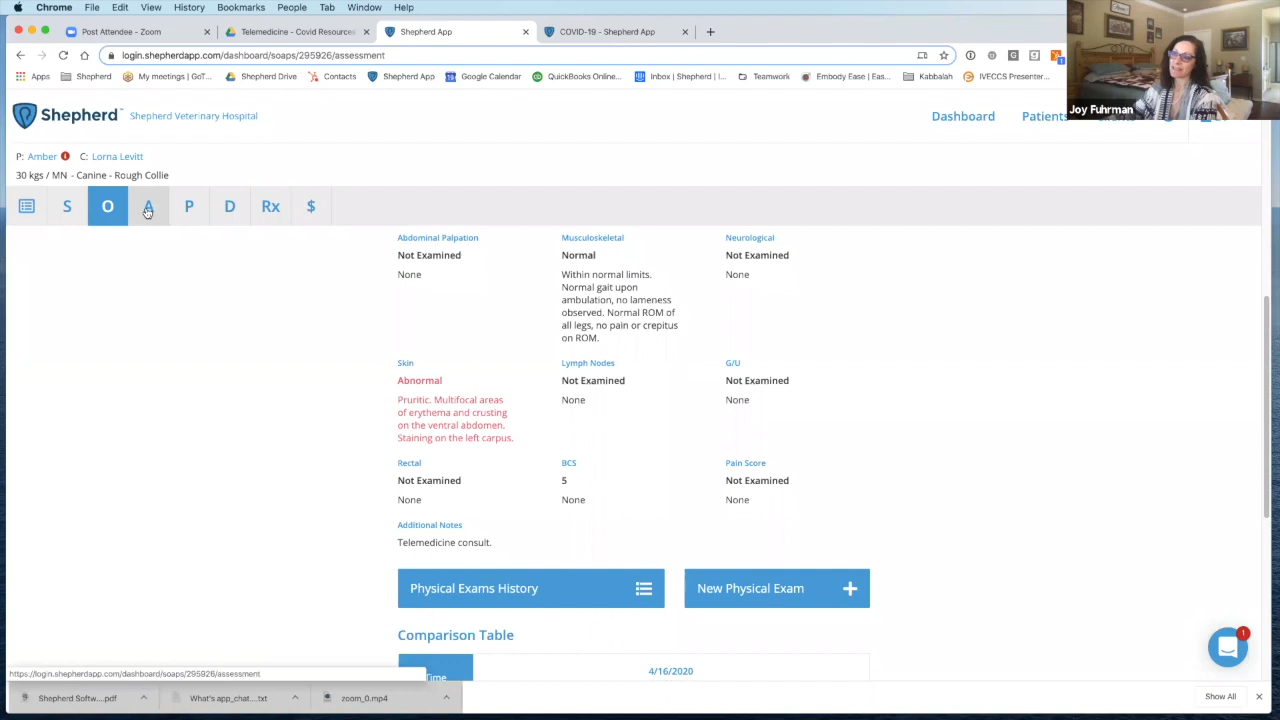 Chrome File Edit View History Bookmarks People Tab Window Help
Post Attendee - Zoom Telemedicine - Covid Resource Shepherd App COVID-19 - Shepherd App
login.shepherdapp.com/dashboard/soaps/295926/assessment
Apps Shepherd My meetings | GoT... Shepherd Drive Contacts Shepherd App Google Calendar QuickBooks Online... Inbox | Shepherd | I... Teamwork Embody Ease | Eas... Kabbalah IVECCS Presenter...
Joy Fuhrman
Shepherd Shepherd Veterinary Hospital Dashboard Patients
P: Amber C: Lorna Levitt
30 kgs / MN - Canine - Rough Collie
S O A P D Rx $
Abdominal Palpation Musculoskeletal Neurological
Not Examined Normal Not Examined
None Within normal limits. None
Normal gait upon
ambulation, no lameness
observed. Normal ROM of
all legs, no pain or crepitus
on ROM.
Skin Lymph Nodes G/U
Abnormal Not Examined Not Examined
Pruritic. Multifocal areas None None
of erythema and crusting
on the ventral abdomen.
Staining on the left carpus.
Rectal BCS Pain Score
Not Examined 5 Not Examined
None None None
Additional Notes
Telemedicine consult.
Physical Exams History New Physical Exam
Comparison Table
1
Time 4/16/2020
https://login.shepherdapp.com/dashboard/soaps/295926/assessment
Shepherd Softw....pdf What's app_chat....txt zoom_0.mp4 Show All